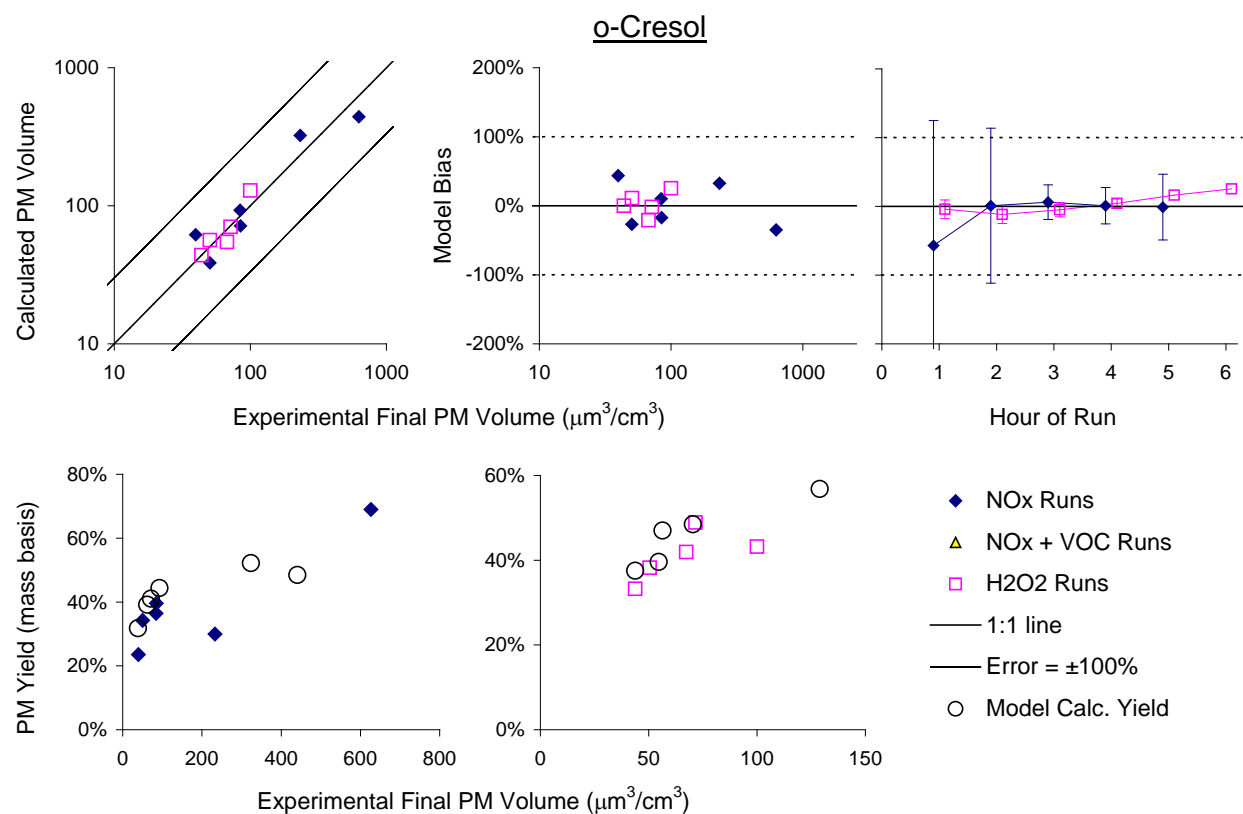 o-Cresol
Calculated PM Volume
1000
100
10
10 100 1000
Model Bias
200%
100%
0%
-100%
-200%
10 100 1000
0 1 2 3 4 5 6
Experimental Final PM Volume (μm³/cm³)
Hour of Run
PM Yield (mass basis)
80%
60%
40%
20%
0%
0 200 400 600 800
60%
40%
20%
0%
0 50 100 150
Experimental Final PM Volume (μm³/cm³)
NOx Runs
NOx + VOC Runs
H2O2 Runs
1:1 line
Error = ±100%
Model Calc. Yield